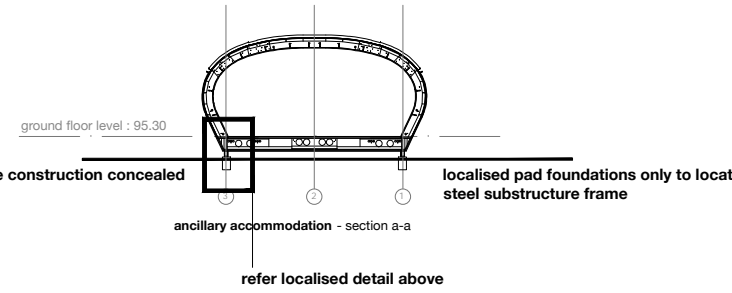 ground floor level : 95.30
construction concealed
localised pad foundations only to
steel substructure frame
3 2 1
ancillary accommodation - section a-a
refer localised detail above